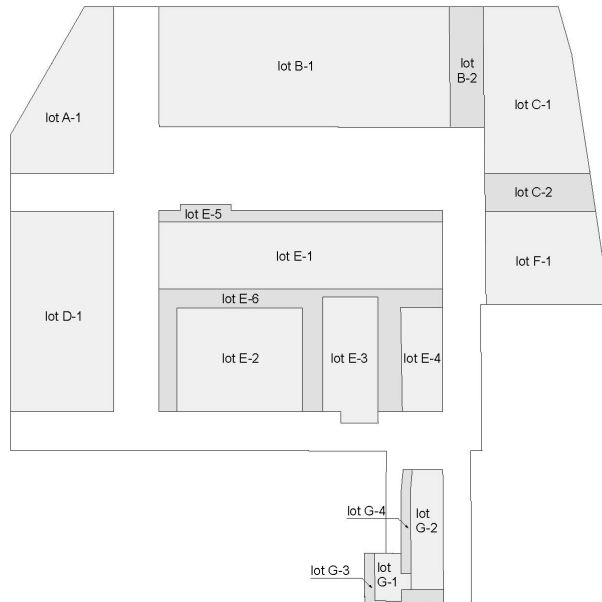 lot B-1
lot
B-2
lot C-1
lot A-1
lot C-2
lot E-5
lot E-1
lot F-1
lot E-6
lot D-1
lot E-2
lot E-3
lot E-4
lot G-4
lot
G-2
lot G-3
lot
G-1